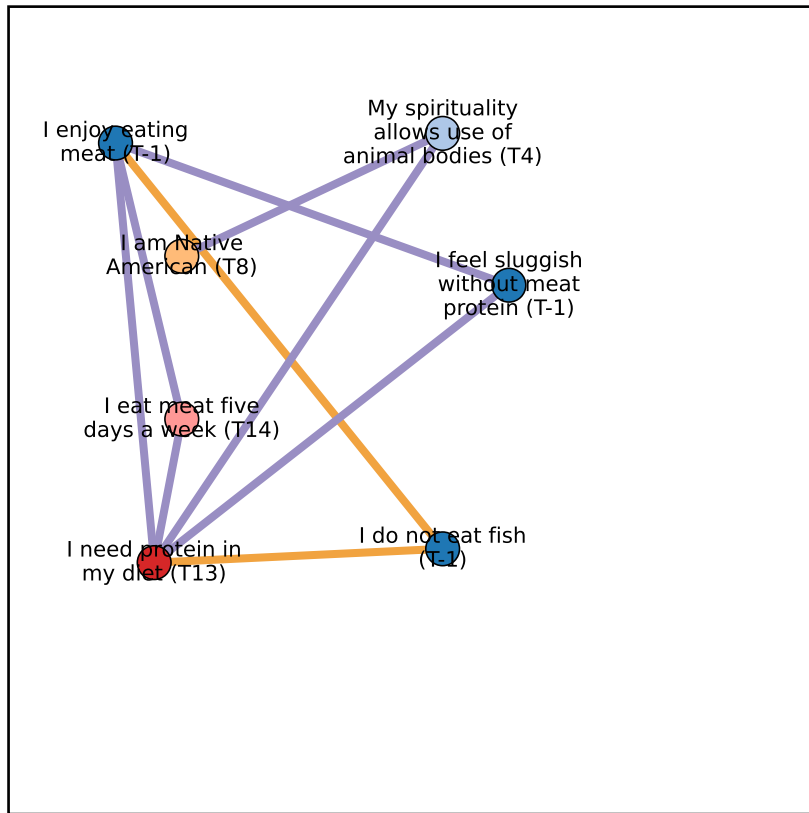 My spirituality
allows use of
animal bodies (T4)
I enjoy eating
meat (T-1)
I am Native
American (T8)
I feel sluggish
without meat
protein (T-1)
I eat meat five
days a week (T14)
I do not eat fish
(T-1)
I need protein in
my diet (T13)